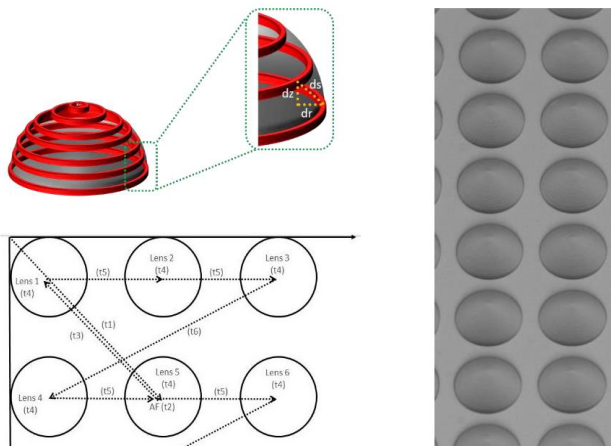 dz
ds
dr
Lens 1
(t4)
(t5)
Lens 2
(t4)
(t5)
Lens 3
(t4)
(t3)
(t1)
(t6)
Lens 4
(t4)
(t5)
Lens 5
(t4)
AF (t2)
(t5)
Lens 6
(t4)